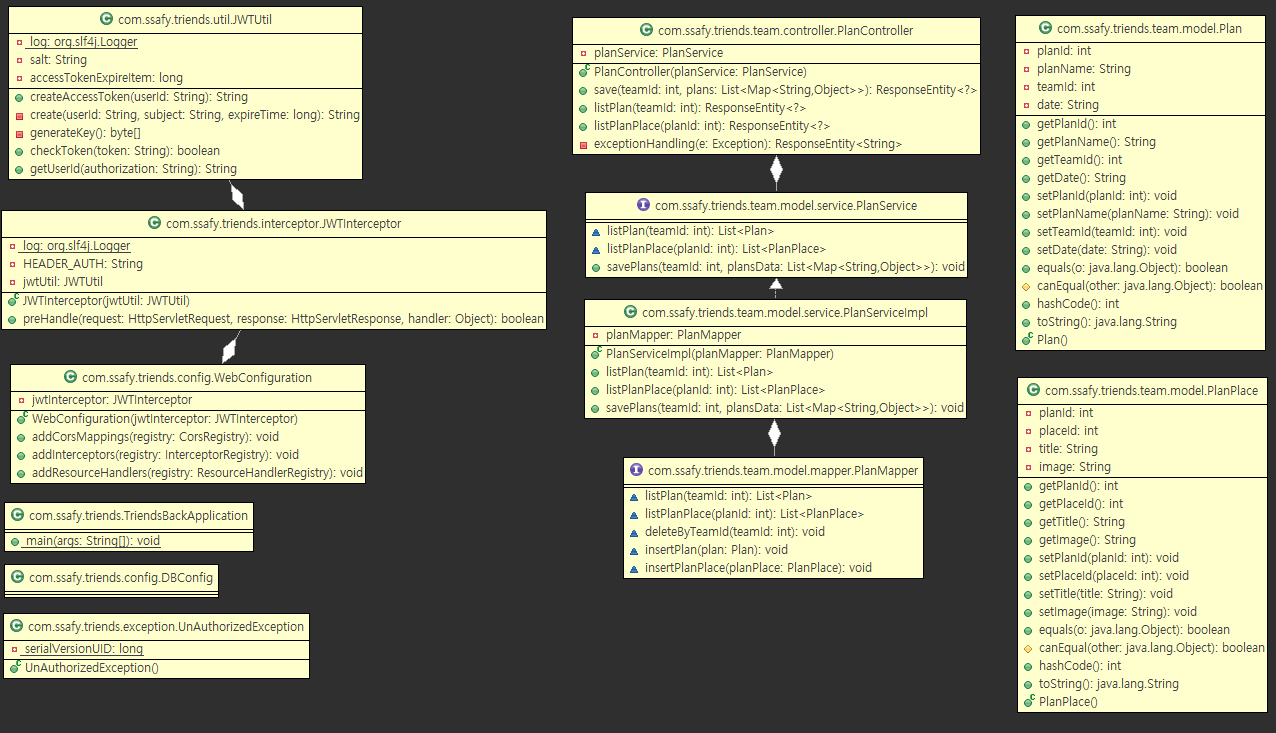 com.ssafy.triends.util.JWTUtil
log: org.slf4j.Logger
salt: String
accessTokenExpireItem: long
createAccessToken(userId: String): String
create(userId: String, subject: String, expireTime: long): String
generateKey(): byte[]
checkToken(token: String): boolean
getUserId(authorization: String): String
com.ssafy.triends.interceptor.JWTInterceptor
log: org.slf4j.Logger
HEADER_AUTH: String
jwtUtil: JWTUtil
JWTInterceptor(jwtUtil: JWTUtil)
preHandle(request: HttpServletRequest, response: HttpServletResponse, handler: Object): boolean
com.ssafy.triends.config.WebConfiguration
jwtInterceptor: JWTInterceptor
WebConfiguration(jwtInterceptor: JWTInterceptor)
addCorsMappings(registry: CorsRegistry): void
addInterceptors(registry: InterceptorRegistry): void
addResourceHandlers(registry: ResourceHandlerRegistry): void
com.ssafy.triends.TriendsBackApplication
main(args: String[]): void
com.ssafy.triends.config.DBConfig
com.ssafy.triends.exception.UnAuthorizedException
serialVersionUID: long
UnAuthorizedException()
com.ssafy.triends.team.controller.PlanController
planService: PlanService
PlanController(planService: PlanService)
save(teamId: int, plans: List<Map<String,Object>>): ResponseEntity<?>
listPlan(teamId: int): ResponseEntity<?>
listPlanPlace(planId: int): ResponseEntity<?>
exceptionHandling(e: Exception): ResponseEntity<String>
com.ssafy.triends.team.model.service.PlanService
listPlan(teamId: int): List<Plan>
listPlanPlace(planId: int): List<PlanPlace>
savePlans(teamId: int, plansData: List<Map<String,Object>>): void
com.ssafy.triends.team.model.service.PlanServiceImpl
planMapper: PlanMapper
PlanServiceImpl(planMapper: PlanMapper)
listPlan(teamId: int): List<Plan>
listPlanPlace(planId: int): List<PlanPlace>
savePlans(teamId: int, plansData: List<Map<String,Object>>): void
com.ssafy.triends.team.model.mapper.PlanMapper
listPlan(teamId: int): List<Plan>
listPlanPlace(planId: int): List<PlanPlace>
deleteByTeamId(teamId: int): void
insertPlan(plan: Plan): void
insertPlanPlace(planPlace: PlanPlace): void
com.ssafy.triends.team.model.Plan
planId: int
planName: String
teamId: int
date: String
getPlanId(): int
getPlanName(): String
getTeamId(): int
getDate(): String
setPlanId(planId: int): void
setPlanName(planName: String): void
setTeamId(teamId: int): void
setDate(date: String): void
equals(o: java.lang.Object): boolean
canEqual(other: java.lang.Object): boolean
hashCode(): int
toString(): java.lang.String
Plan()
com.ssafy.triends.team.model.PlanPlace
planId: int
placeId: int
title: String
image: String
getPlanId(): int
getPlaceId(): int
getTitle(): String
getImage(): String
setPlanId(planId: int): void
setPlaceId(placeId: int): void
setTitle(title: String): void
setImage(image: String): void
equals(o: java.lang.Object): boolean
canEqual(other: java.lang.Object): boolean
hashCode(): int
toString(): java.lang.String
PlanPlace()